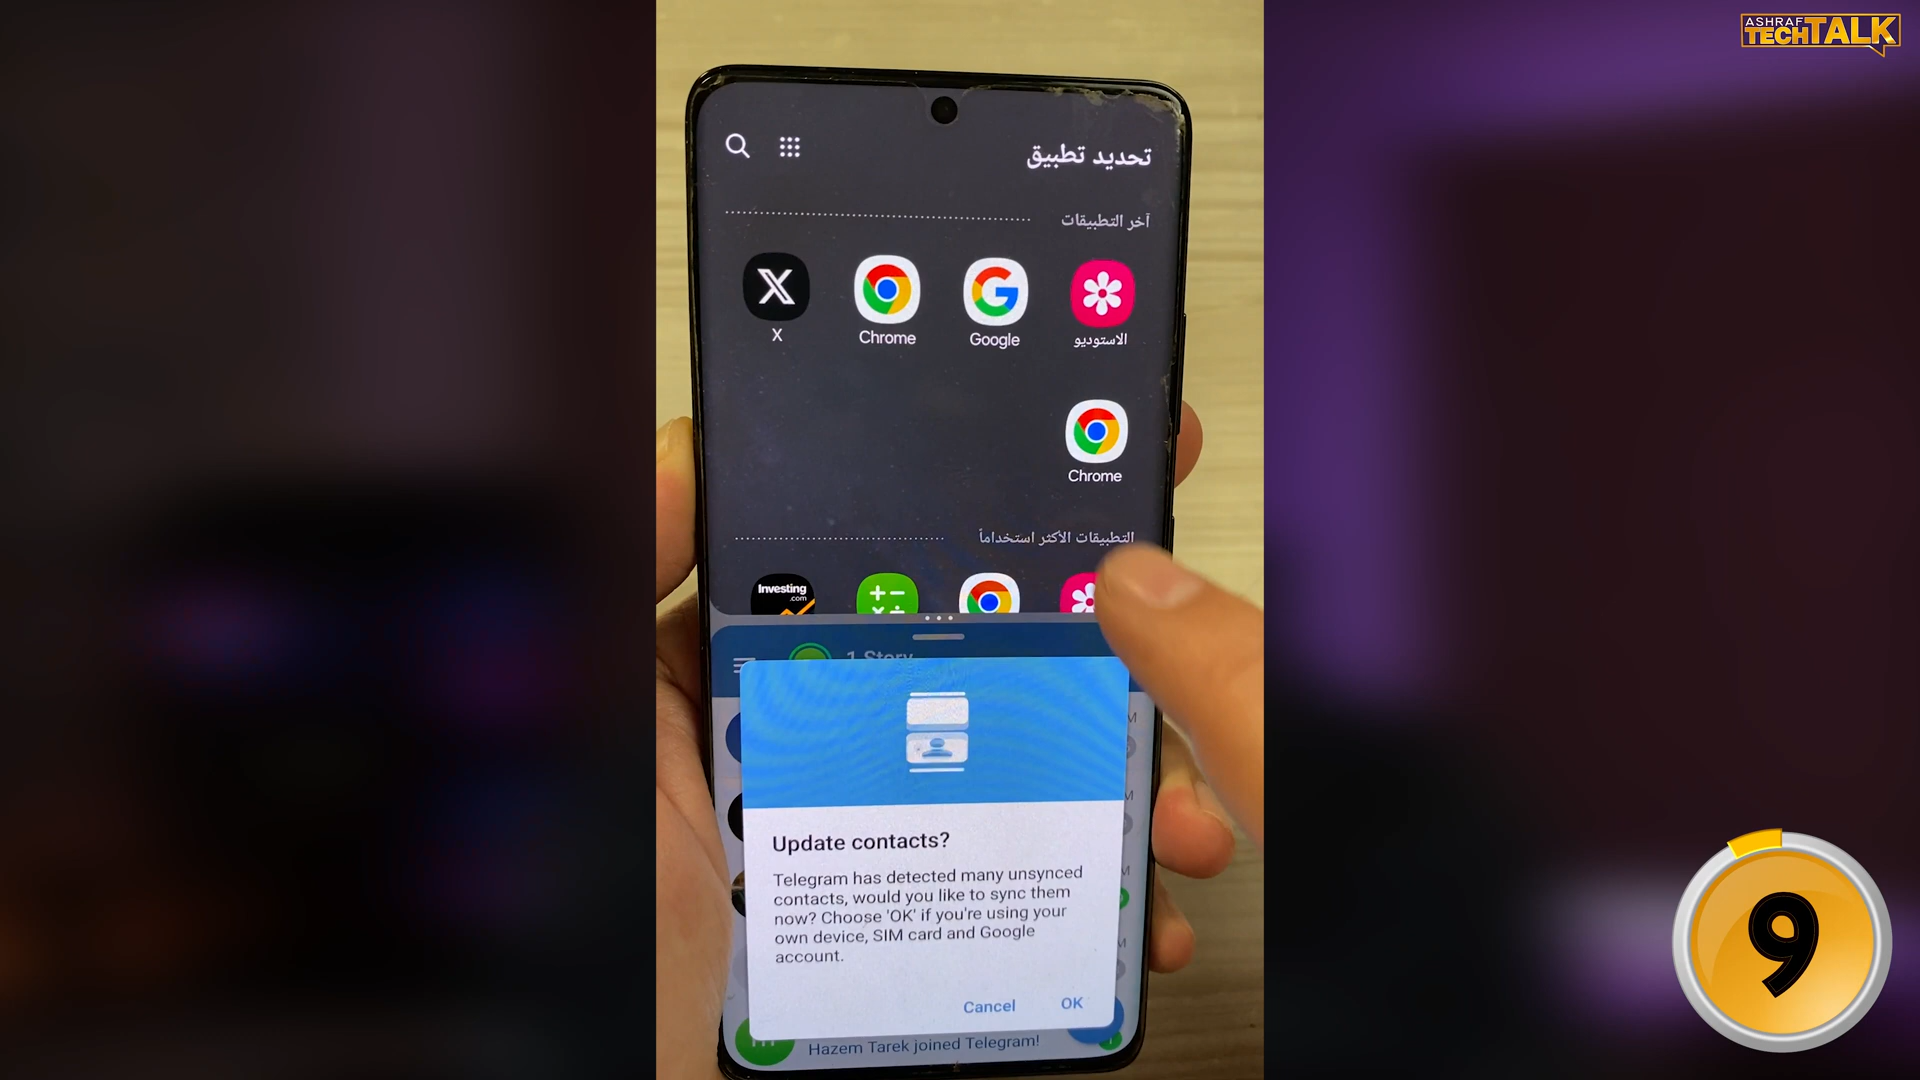 ASHRAF
TECHTALK
تحديد تطبيق
آخر التطبيقات
X
Chrome
Google
الاستوديو
Chrome
التطبيقات الأكثر استخداماً
Investing
.com
1 Story
Update contacts?
Telegram has detected many unsynced
contacts, would you like to sync them
now? Choose 'OK' if you're using your
own device, SIM card and Google
account.
Cancel
OK
Hazem Tarek joined Telegram!
9